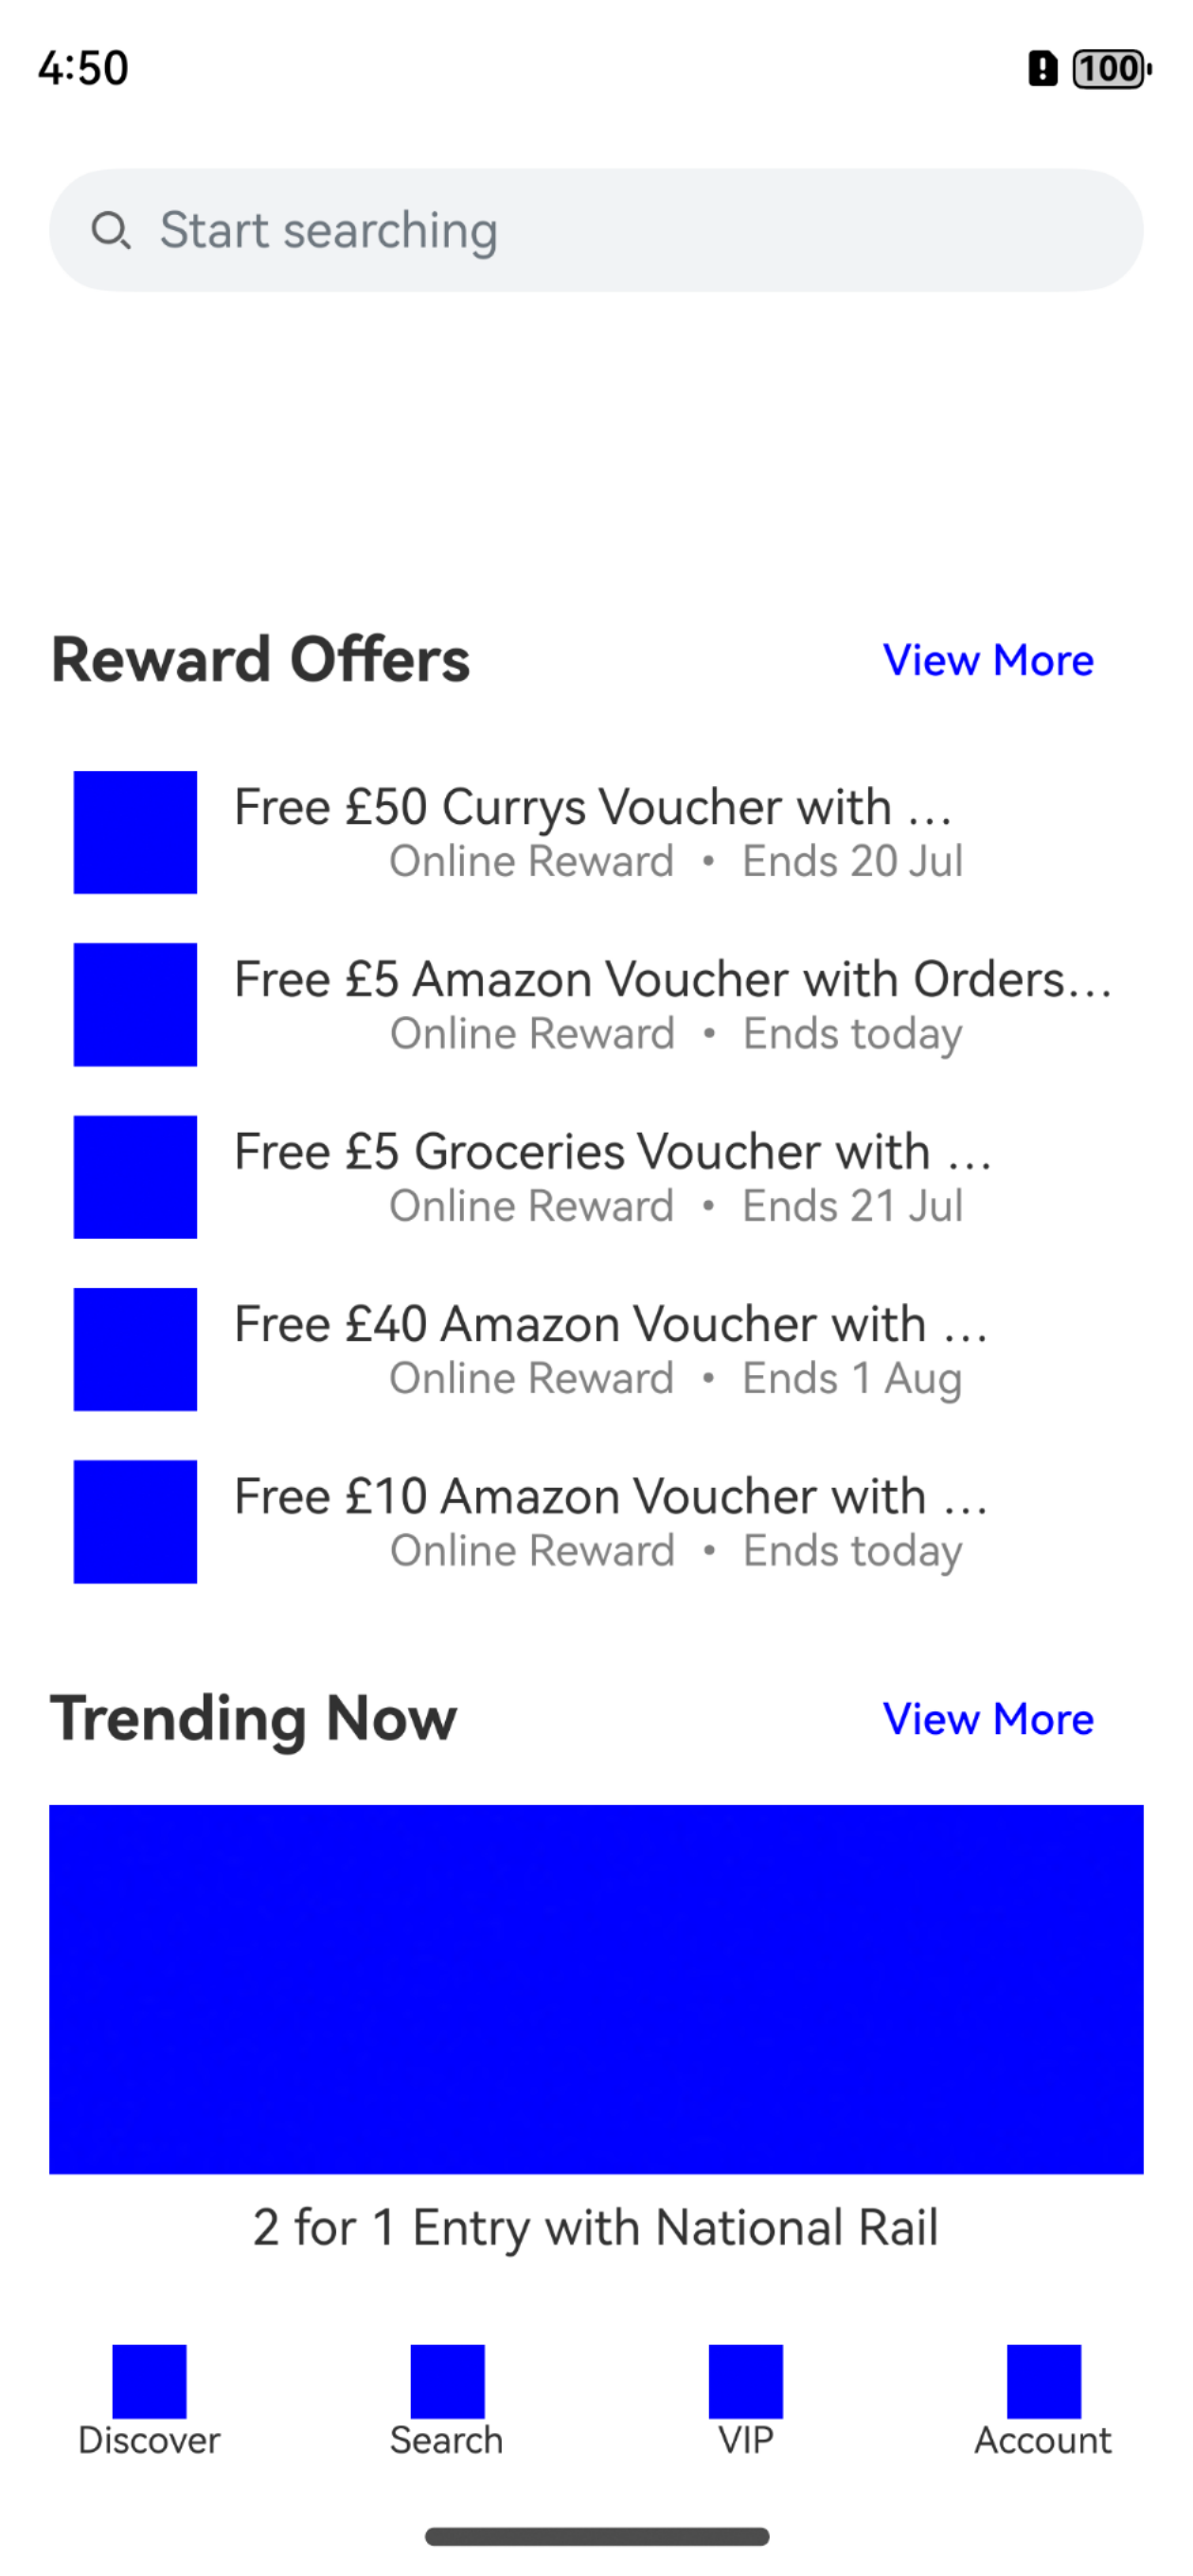 4:50
100
Start searching
Reward Offers
View More
Free £50 Currys Voucher with ...
Online Reward • Ends 20 Jul
Free £5 Amazon Voucher with Orders...
Online Reward • Ends today
Free £5 Groceries Voucher with ...
Online Reward • Ends 21 Jul
Free £40 Amazon Voucher with ...
Online Reward • Ends 1 Aug
Free £10 Amazon Voucher with ...
Online Reward • Ends today
Trending Now
View More
2 for 1 Entry with National Rail
Discover
Search
VIP
Account